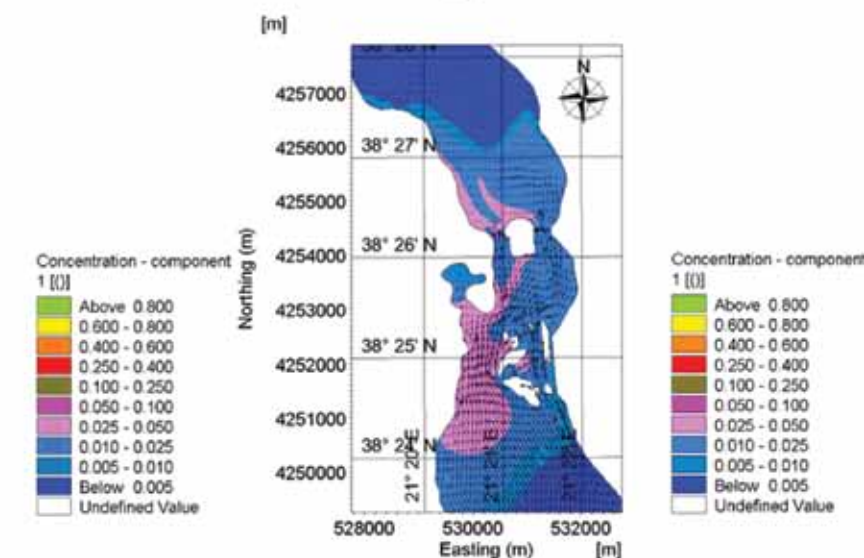 [m]
N
4257000
4256000
4255000
4254000
4253000
4252000
4251000
4250000
Northing (m)
38° 27' N
38° 26' N
38° 25' N
38° 24' N
21° 20' E
528000
530000
532000
Easting (m)
[m]
Concentration - component
1 [()]
Above 0.800
0.600 - 0.800
0.400 - 0.600
0.250 - 0.400
0.100 - 0.250
0.050 - 0.100
0.025 - 0.050
0.010 - 0.025
0.005 - 0.010
Below 0.005
Undefined Value
Concentration - component
1 [()]
Above 0.800
0.600 - 0.800
0.400 - 0.600
0.250 - 0.400
0.100 - 0.250
0.050 - 0.100
0.025 - 0.050
0.010 - 0.025
0.005 - 0.010
Below 0.005
Undefined Value